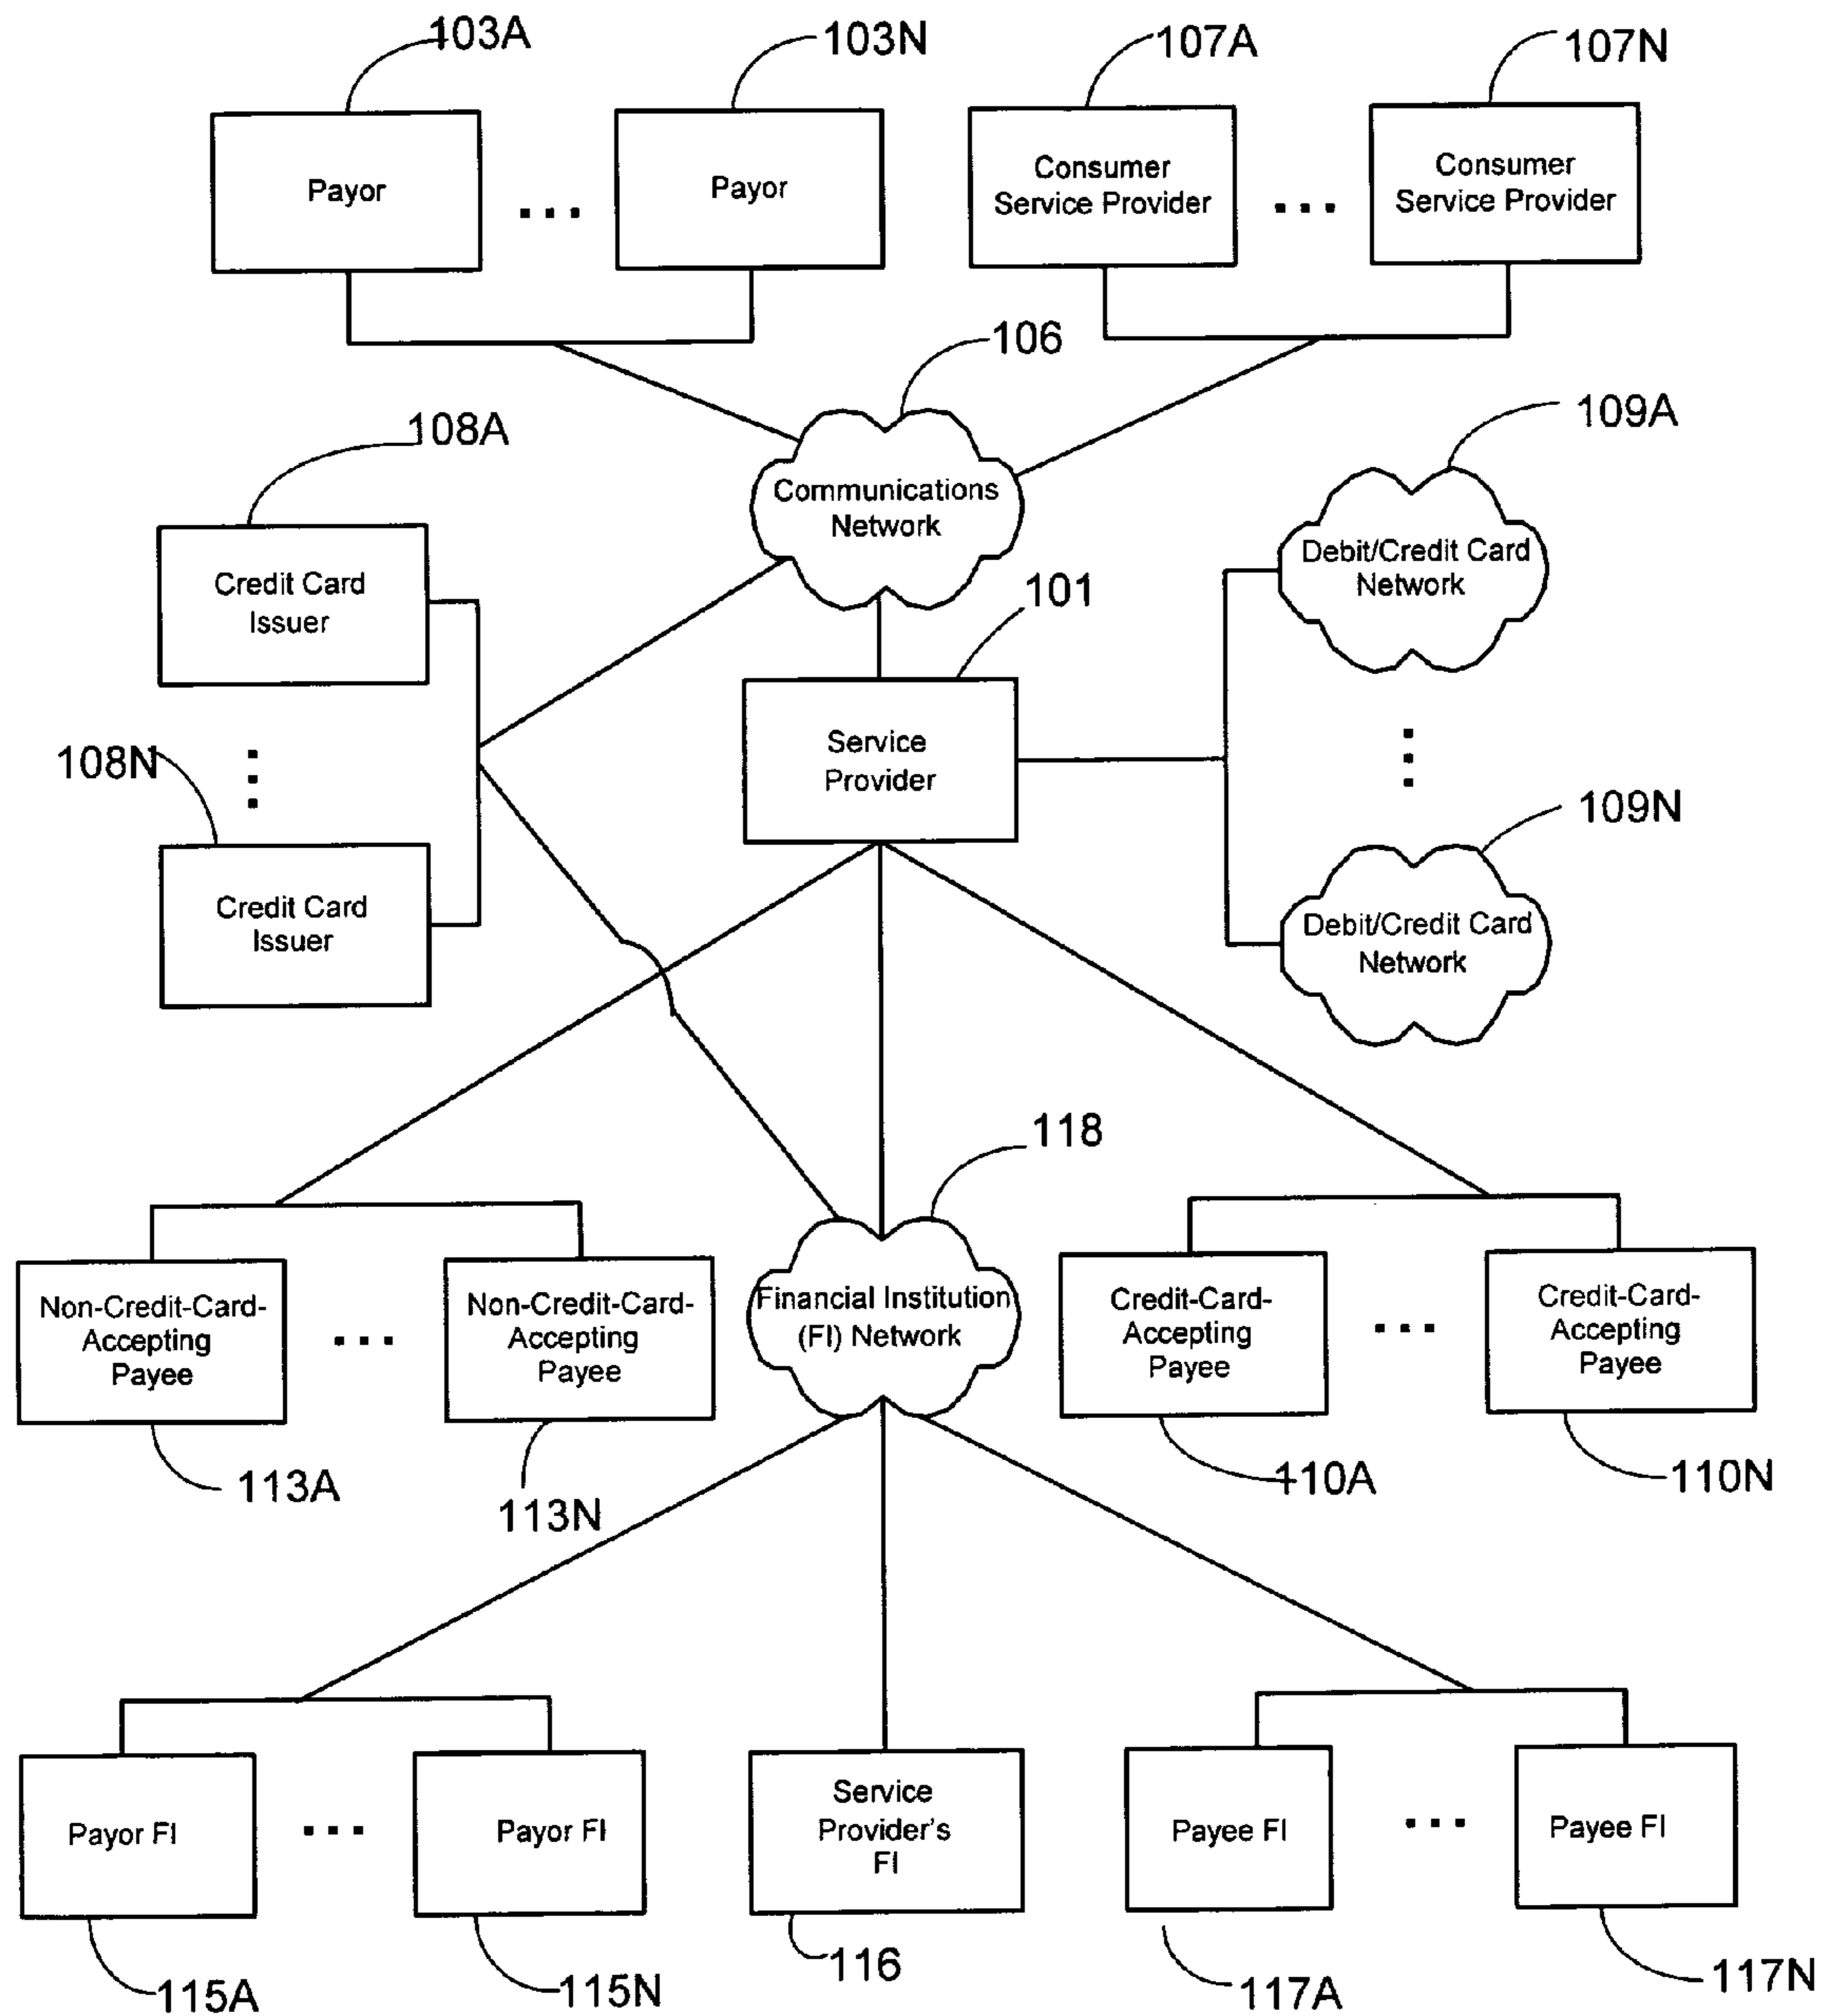 103A
103N
107A
107N
Payor
Payor
Consumer
Service Provider
Consumer
Service Provider
106
108A
109A
Communications
Network
Debit/Credit Card
Network
Credit Card
Issuer
101
108N
Service
Provider
109N
Credit Card
Issuer
Debit/Credit Card
Network
118
Non-Credit-Card-
Accepting
Payee
Non-Credit-Card-
Accepting
Payee
Financial Institution
(FI) Network
Credit-Card-
Accepting
Payee
Credit-Card-
Accepting
Payee
113A
113N
110A
110N
Payor FI
Payor FI
Service
Provider's
FI
Payee FI
Payee FI
115A
115N
116
117A
117N